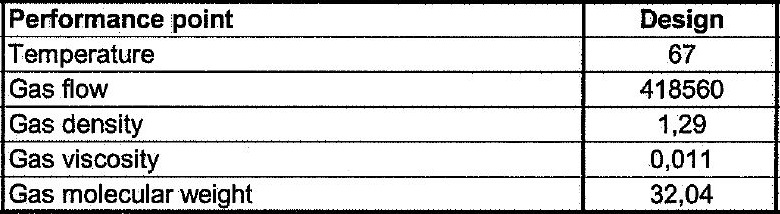 Performance point Design
Temperature 67
Gas flow 418560
Gas density 1,29
Gas viscosity 0,011
Gas molecular weight 32,04